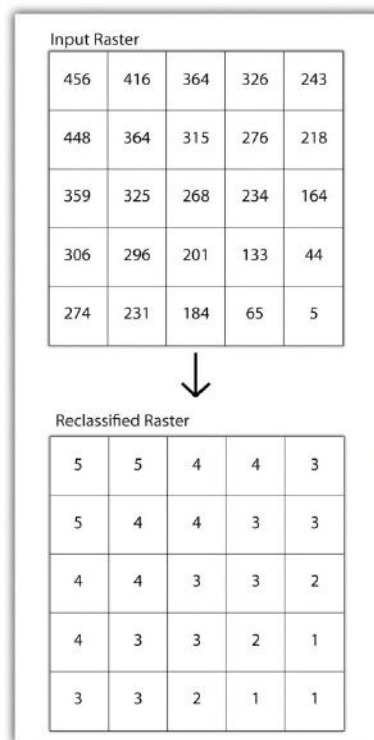 Input Raster
456 416 364 326 243
448 364 315 276 218
359 325 268 234 164
306 296 201 133 44
274 231 184 65 5
Reclassified Raster
5 5 4 4 3
5 4 4 3 3
4 4 3 3 2
4 3 3 2 1
3 3 2 1 1